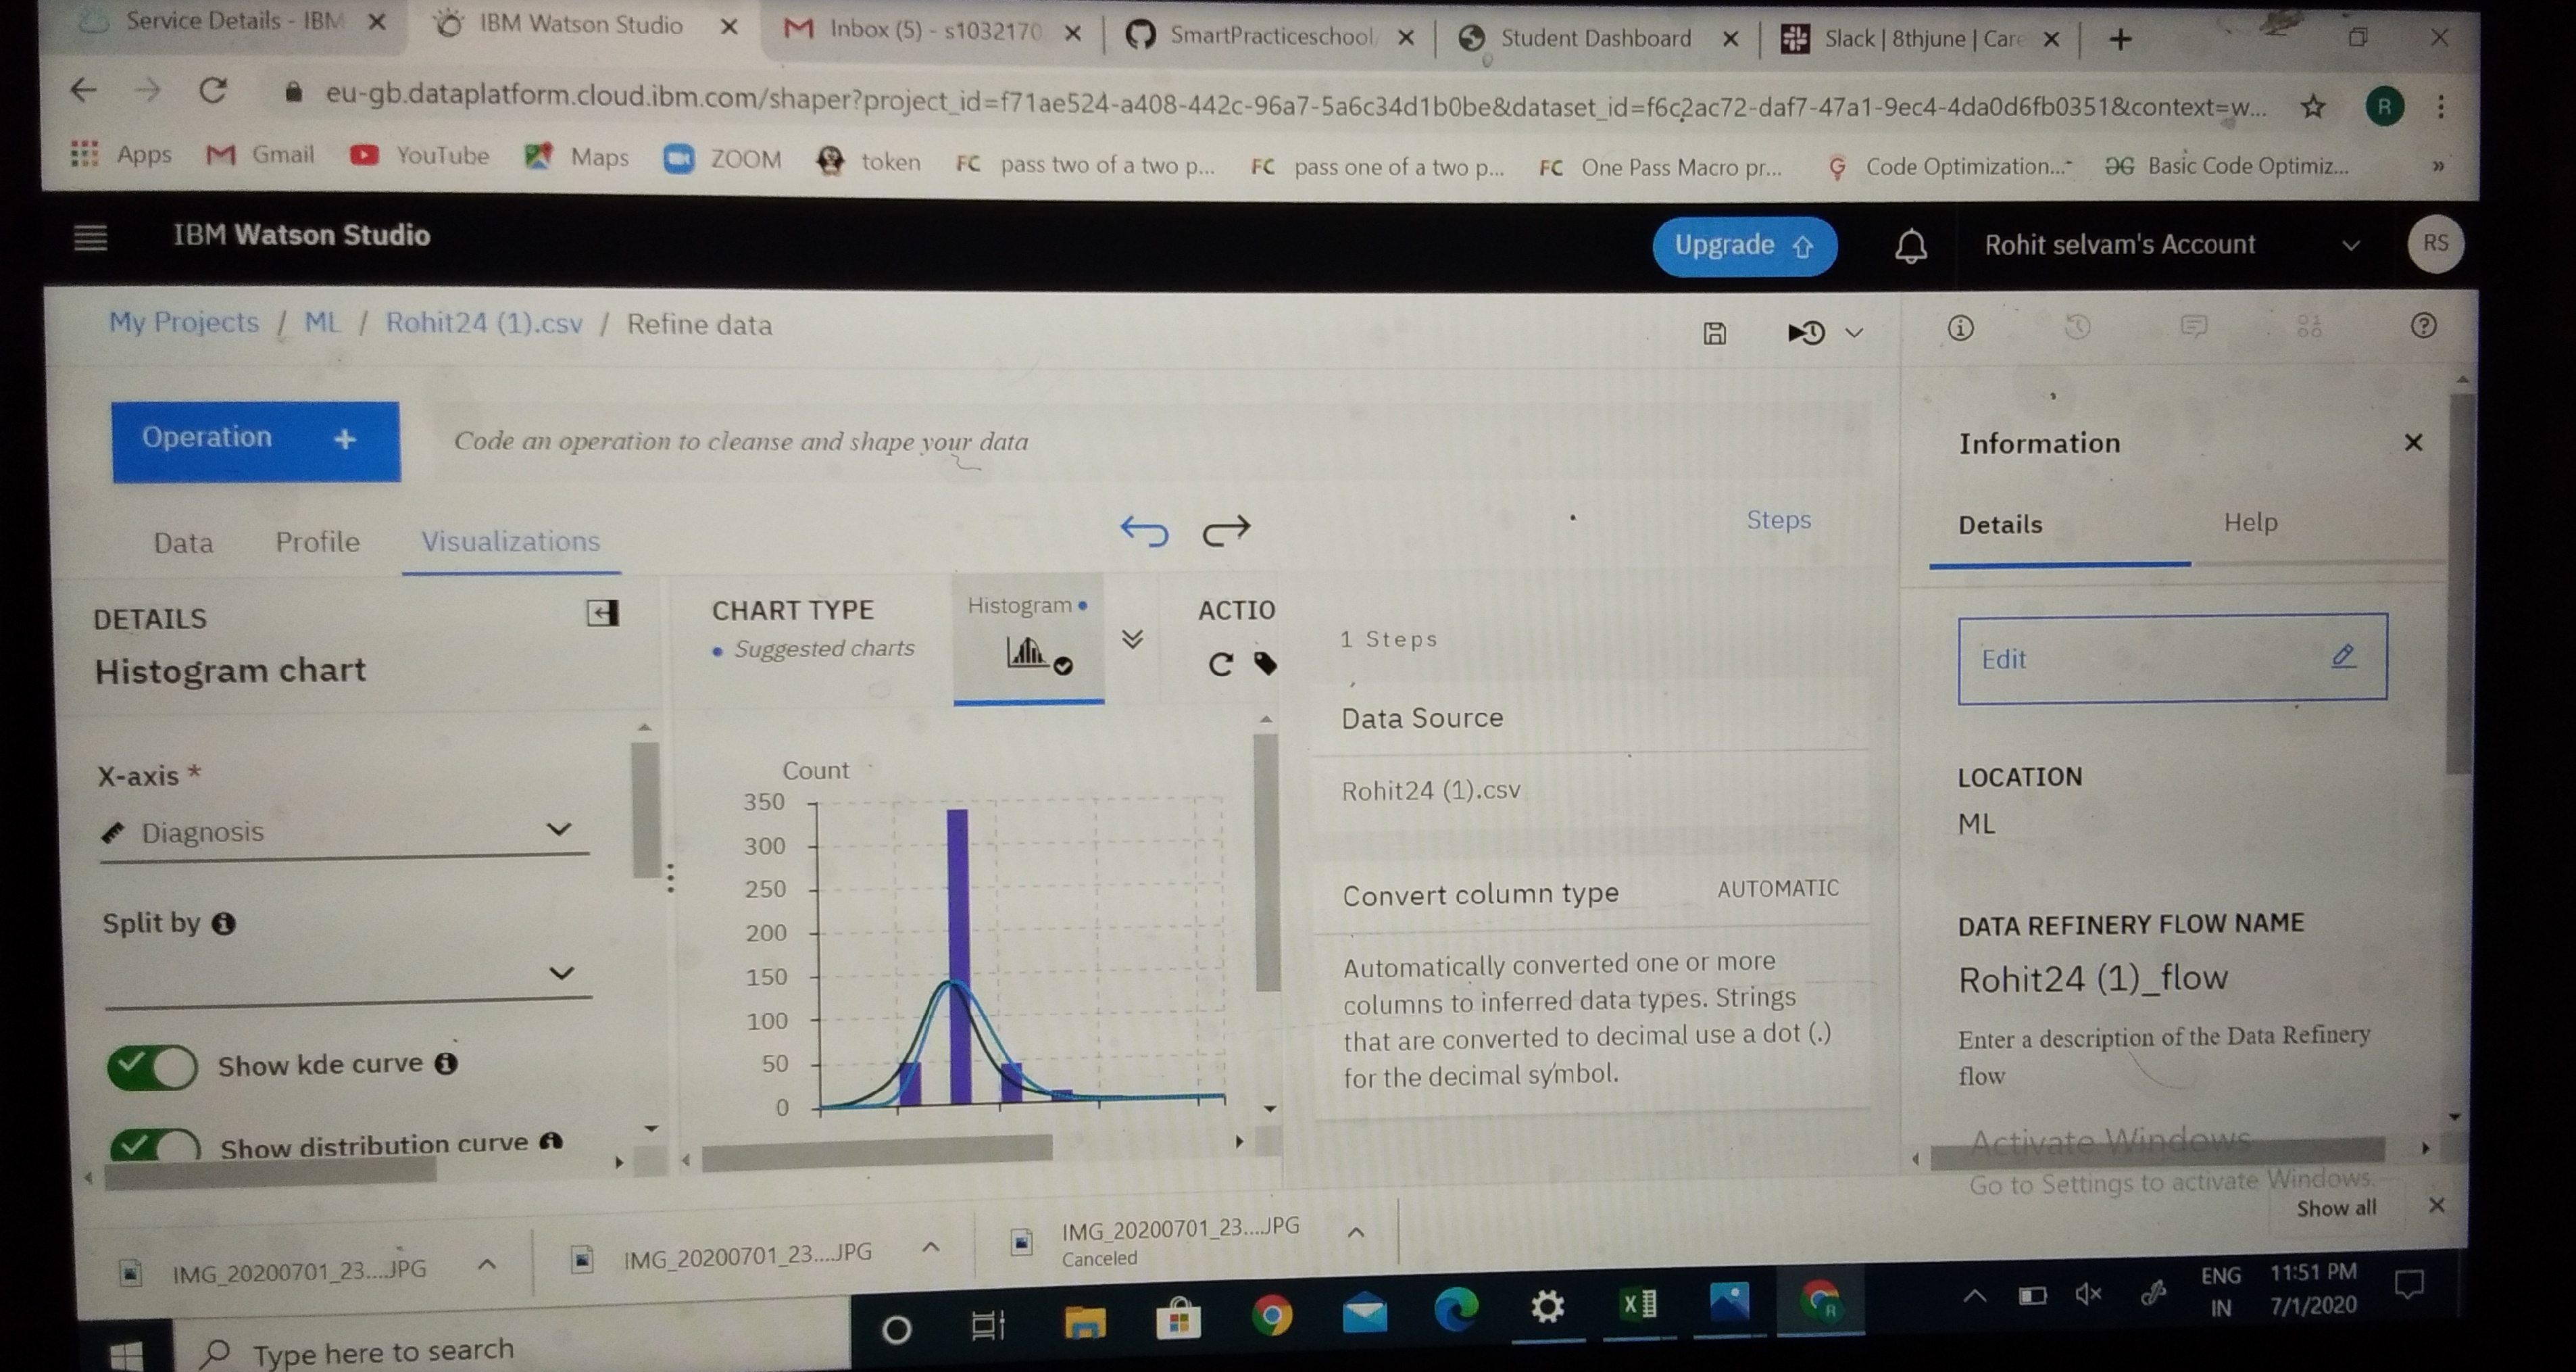 Service Details - IBM
IBM Watson Studio
Inbox (5) - s1032170
SmartPracticeschool
Student Dashboard
Slack | 8thjune | Care
eu-gb.dataplatform.cloud.ibm.com/shaper?project_id=f71ae524-a408-442c-96a7-5a6c34d1b0be&dataset_id=f6c2ac72-daf7-47a1-9ec4-4da0d6fb0351&context=w...
R
Apps
Gmail
YouTube
Maps
ZOOM
token
FC pass two of a two p...
FC pass one of a two p...
FC One Pass Macro pr...
Code Optimization...
Basic Code Optimiz...
»
IBM Watson Studio
Upgrade
Rohit selvam's Account
RS
My Projects / ML / Rohit24 (1).csv / Refine data
Operation +
Code an operation to cleanse and shape your data
Data
Profile
Visualizations
Steps
DETAILS
Histogram chart
X-axis *
Diagnosis
Split by
Show kde curve
Show distribution curve
CHART TYPE
• Suggested charts
Histogram •
ACTIO
Count
350
300
250
200
150
100
50
0
1 Steps
Data Source
Rohit24 (1).csv
Convert column type AUTOMATIC
Automatically converted one or more
columns to inferred data types. Strings
that are converted to decimal use a dot (.)
for the decimal symbol.
Information
Details
Help
Edit
LOCATION
ML
DATA REFINERY FLOW NAME
Rohit24 (1)_flow
Enter a description of the Data Refinery
flow
Activate Windows
Go to Settings to activate Windows.
Show all
IMG_20200701_23....JPG
IMG_20200701_23....JPG
IMG_20200701_23....JPG
Canceled
Type here to search
R
ENG
IN
11:51 PM
7/1/2020